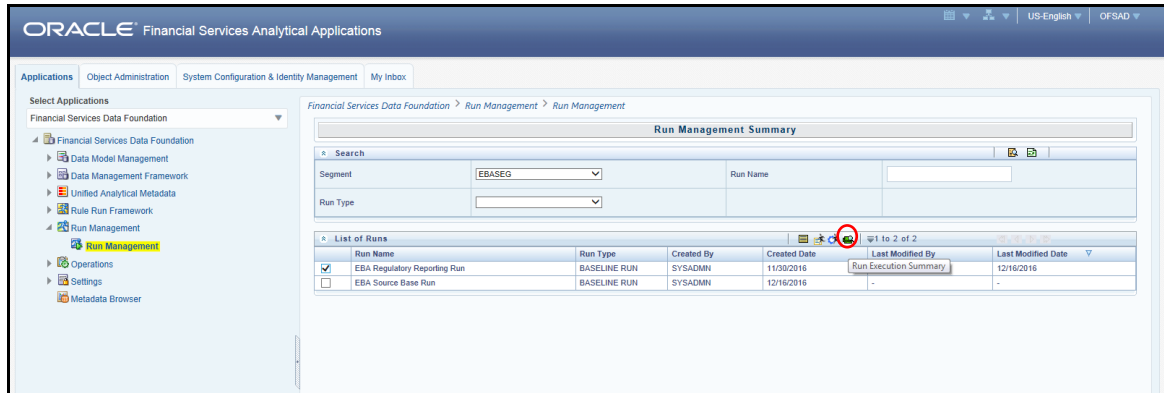 US-English OFSAD
ORACLE® Financial Services Analytical Applications
Applications Object Administration System Configuration & Identity Management My Inbox
Select Applications
Financial Services Data Foundation
Financial Services Data Foundation
Data Model Management
Data Management Framework
Unified Analytical Metadata
Rule Run Framework
Run Management
Run Management
Operations
Settings
Metadata Browser
Financial Services Data Foundation > Run Management > Run Management
Run Management Summary
Search
Segment EBASEG Run Name
Run Type
List of Runs 1 to 2 of 2
Run Name Run Type Created By Created Date Last Modified By Last Modified Date
EBA Regulatory Reporting Run BASELINE RUN SYSADMN 11/30/2016 12/16/2016
Run Execution Summary
EBA Source Base Run BASELINE RUN SYSADMN 12/16/2016 - -